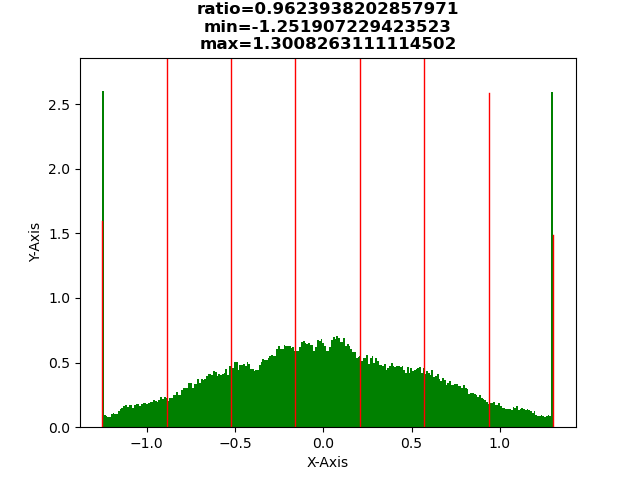 ratio=0.9623938202857971
min=-1.251907229423523
max=1.3008263111114502
2.5
2.0
1.5
1.0
0.5
0.0
Y-Axis
−1.0
−0.5
0.0
0.5
1.0
X-Axis